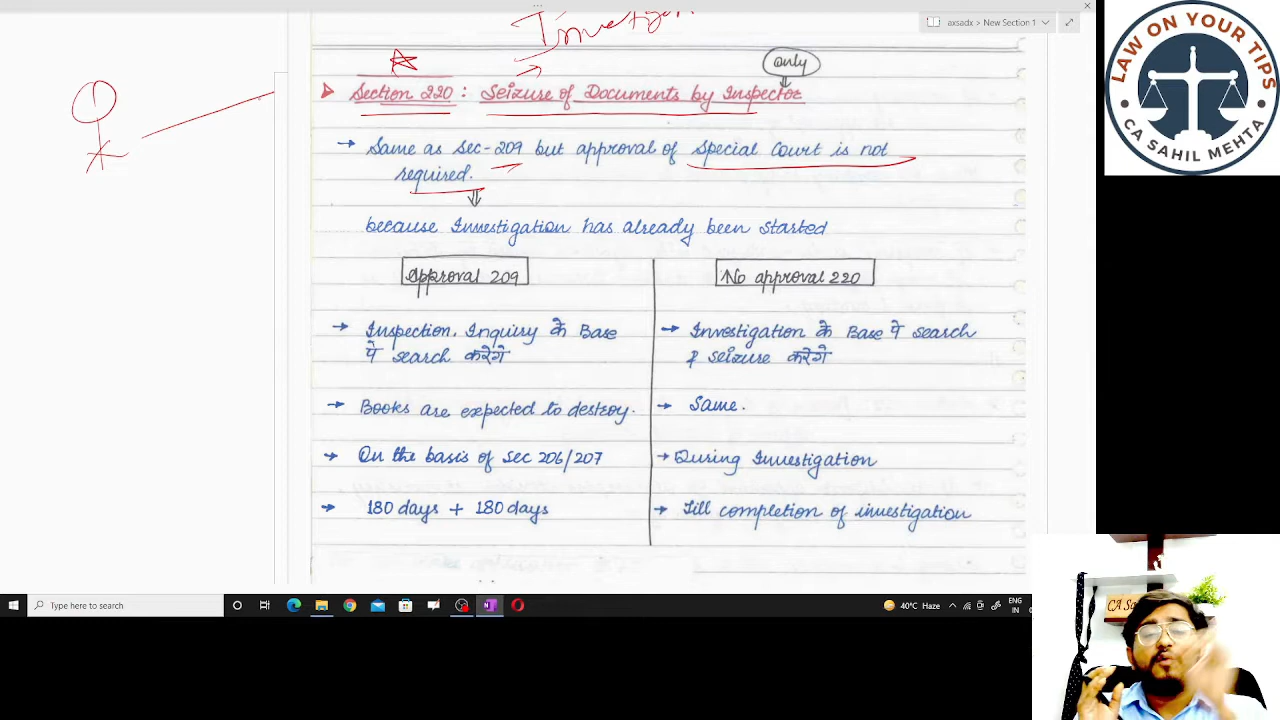 Investigan
axsadx > New Section 1
LAW ON YOUR TIPS
CA SAHIL MEHTA
only
Section 220 : Seizure of Documents by Inspector
→ Same as Sec-209 but approval of Special Court is not
required.
because Investigation has already been started
Approval 209
No approval 220
→ Inspection. Inquiry के Base
पे search करेंगे
→ Investigation के Base पे search
& seizure करेंगे
→ Books are expected to destroy.
→ Same.
→ On the basis of Sec 206/207
→ During Investigation
→ 180 days + 180 days
→ Till completion of investigation
Type here to search
40°C Haze
ENG
IN